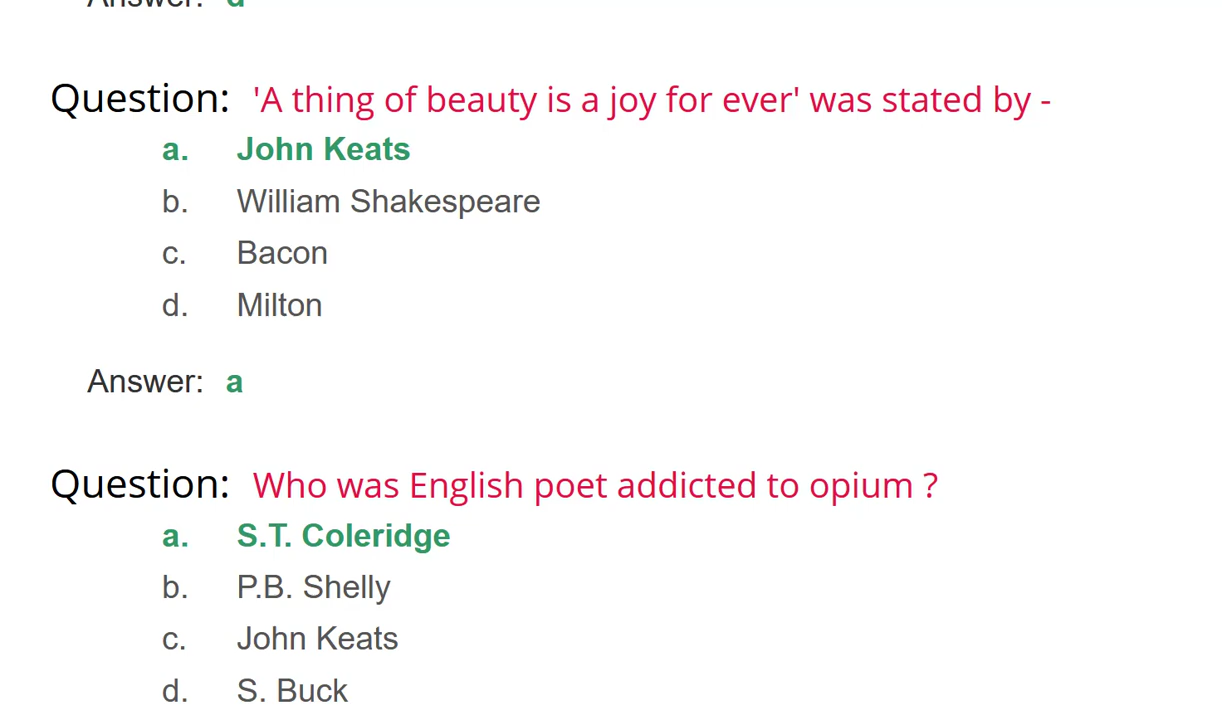 Answer: d
Question: 'A thing of beauty is a joy for ever' was stated by -
a. John Keats
b. William Shakespeare
c. Bacon
d. Milton
Answer: a
Question: Who was English poet addicted to opium ?
a. S.T. Coleridge
b. P.B. Shelly
c. John Keats
d. S. Buck